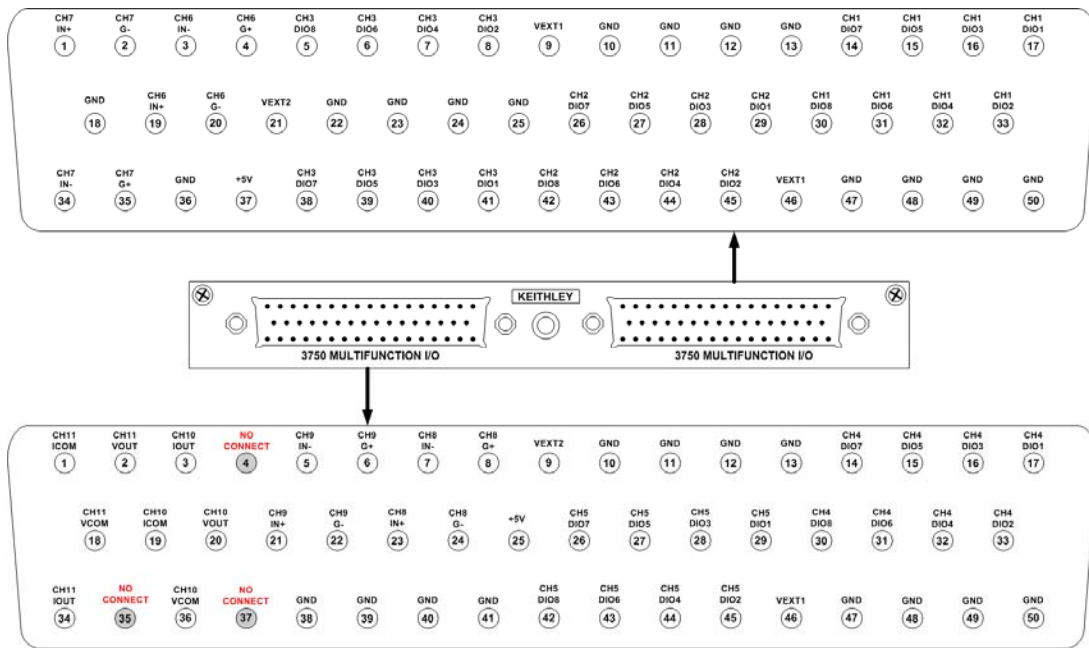 CH7 CH7 CH6 CH6 CH3 CH3 CH3 CH3 CH1 CH1 CH1 CH1
IN+ G- IN- G+ DIO8 DIO6 DIO4 DIO2 VEXT1 GND GND GND GND DIO7 DIO5 DIO3 DIO1
1 2 3 4 5 6 7 8 9 10 11 12 13 14 15 16 17
CH6 CH6 CH2 CH2 CH2 CH2 CH1 CH1 CH1 CH1
GND IN+ G- VEXT2 GND GND GND GND DIO7 DIO5 DIO3 DIO1 DIO8 DIO6 DIO4 DIO2
18 19 20 21 22 23 24 25 26 27 28 29 30 31 32 33
CH7 CH7 CH3 CH3 CH3 CH3 CH2 CH2 CH2 CH2
IN- G+ GND +5V DIO7 DIO5 DIO3 DIO1 DIO8 DIO6 DIO4 DIO2 VEXT1 GND GND GND GND
34 35 36 37 38 39 40 41 42 43 44 45 46 47 48 49 50
KEITHLEY
3750 MULTIFUNCTION I/O 3750 MULTIFUNCTION I/O
CH11 CH11 CH10 NO CH9 CH9 CH8 CH8 CH4 CH4 CH4 CH4
ICOM VOUT IOUT CONNECT IN- G+ IN- G+ VEXT2 GND GND GND GND DIO7 DIO5 DIO3 DIO1
1 2 3 4 5 6 7 8 9 10 11 12 13 14 15 16 17
CH11 CH10 CH10 CH9 CH9 CH8 CH8 CH5 CH5 CH5 CH5 CH4 CH4 CH4 CH4
VCOM ICOM VOUT IN+ G- IN+ G- +5V DIO7 DIO5 DIO3 DIO1 DIO8 DIO6 DIO4 DIO2
18 19 20 21 22 23 24 25 26 27 28 29 30 31 32 33
CH11 NO CH10 NO CH5 CH5 CH5 CH5
IOUT CONNECT VCOM CONNECT GND GND GND GND DIO8 DIO6 DIO4 DIO2 VEXT1 GND GND GND GND
34 35 36 37 38 39 40 41 42 43 44 45 46 47 48 49 50